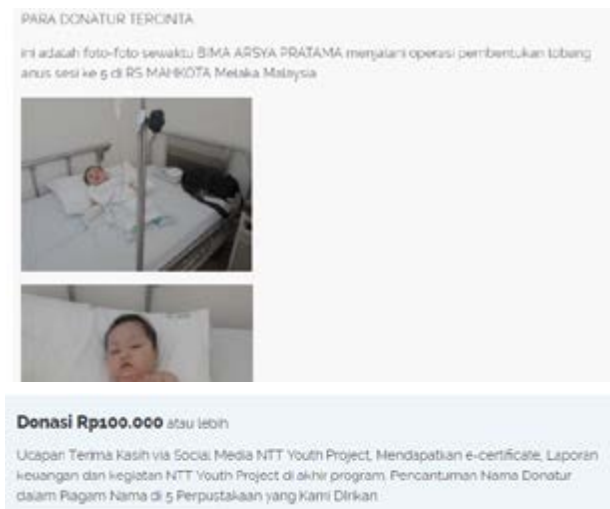 PARA DONATUR TERCINTA
ini adalah foto-foto sewaktu BIMA ARSYA PRATAMA menjalani operasi pembentukan lobang
anus sesi ke 5 di RS MAHKOTA Melaka Malaysia
Donasi Rp100.000 atau lebih
Ucapan Terima Kasih via Social Media NTT Youth Project, Mendapatkan e-certificate, Laporan
keuangan dan kegiatan NTT Youth Project di akhir program, Pencantuman Nama Donatur
dalam Piagam Nama di 5 Perpustakaan yang Kami Dirikan